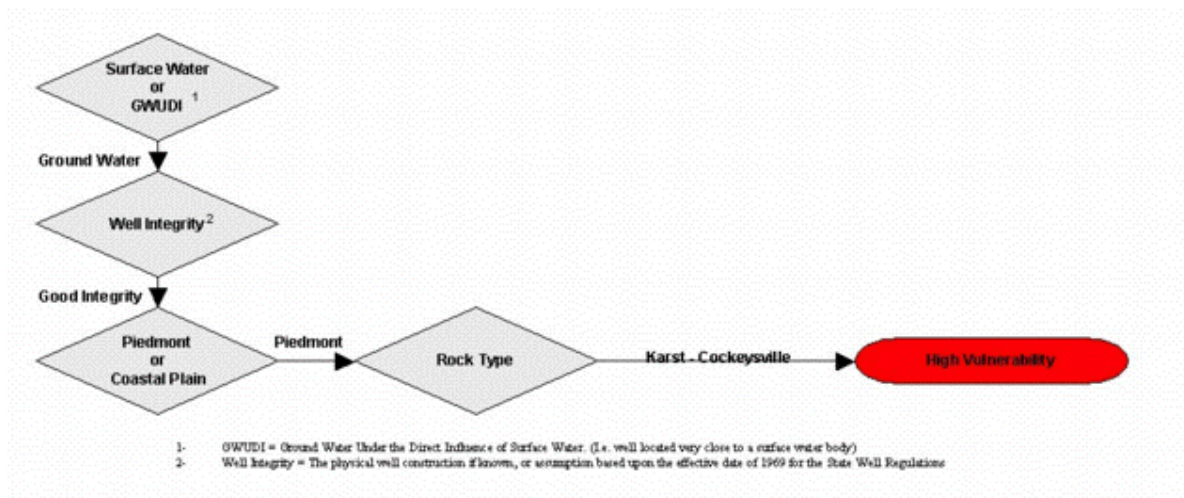 Surface Water
or
GWUDI 1
Ground Water
Well Integrity 2
Good Integrity
Piedmont
or
Coastal Plain
Piedmont
Rock Type
Karst - Cockeysville
High Vulnerability
1- GWUDI = Ground Water Under the Direct Influence of Surface Water. (I.e. well located very close to a surface water body)
2- Well Integrity = The physical well construction if known, or assumption based upon the effective date of 1969 for the State Well Regulations